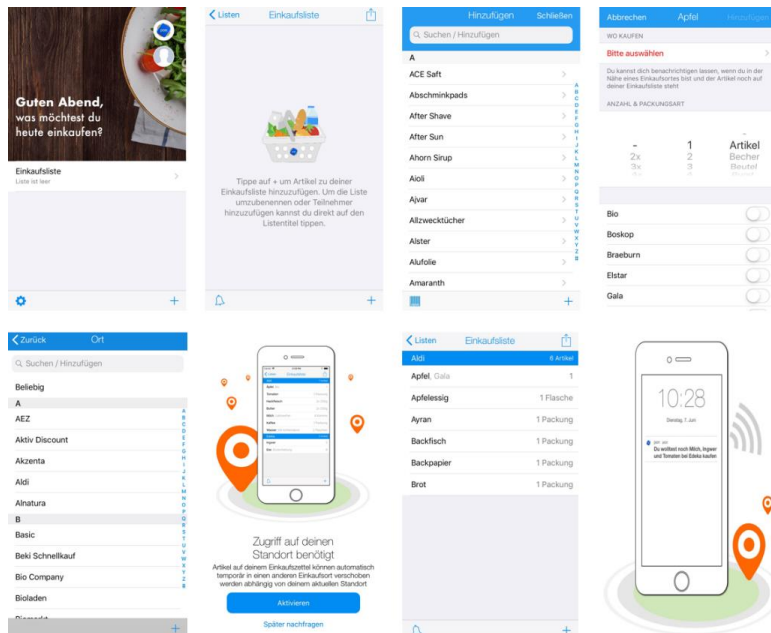 Guten Abend,
was möchtest du
heute einkaufen?
Einkaufsliste
Liste ist leer
Listen Einkaufsliste
Tippe auf + um Artikel zu deiner
Einkaufsliste hinzuzufügen. Um die Liste
umzubenennen oder Teilnehmer
hinzuzufügen kannst du direkt auf den
Listentitel tippen.
Hinzufügen Schließen
Suchen / Hinzufügen
A
ACE Saft
Abschminkpads
After Shave
After Sun
Ahorn Sirup
Aioli
Ajvar
Allzwecktücher
Alster
Alufolie
Amaranth
Abbrechen Apfel Hinzufügen
WO KAUFEN
Bitte auswählen
Du kannst dich benachrichtigen lassen, wenn du in der
Nähe eines Einkaufsortes bist und der Artikel noch auf
deiner Einkaufsliste steht
ANZAHL & PACKUNGSART
- 1 Artikel
2x 2 Becher
3x 3 Beutel
Bio
Boskop
Braeburn
Elstar
Gala
Zurück Ort
Suchen / Hinzufügen
Beliebig
A
AEZ
Aktiv Discount
Akzenta
Aldi
Alnatura
B
Basic
Beki Schnellkauf
Bio Company
Bioladen
Biomarkt
Zugriff auf deinen
Standort benötigt
Artikel auf deinem Einkaufszettel können automatisch
temporär in einen anderen Einkaufsort verschoben
werden abhängig von deinem aktuellen Standort
Aktivieren
Später nachfragen
Listen Einkaufsliste
Aldi 6 Artikel
Apfel, Gala 1
Apfelessig 1 Flasche
Ayran 1 Packung
Backfisch 1 Packung
Backpapier 1 Packung
Brot 1 Packung
10:28
Dienstag, 7. Juni
Du wolltest noch Milch, Ingwer
und Tomaten bei Edeka kaufen